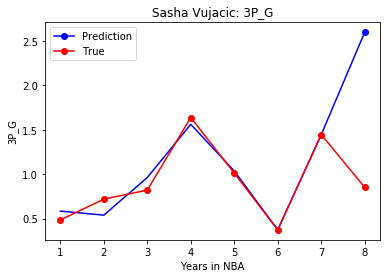 Sasha Vujacic: 3P_G
Prediction
True
3P_G
2.5
2.0
1.5
1.0
0.5
1 2 3 4 5 6 7 8
Years in NBA